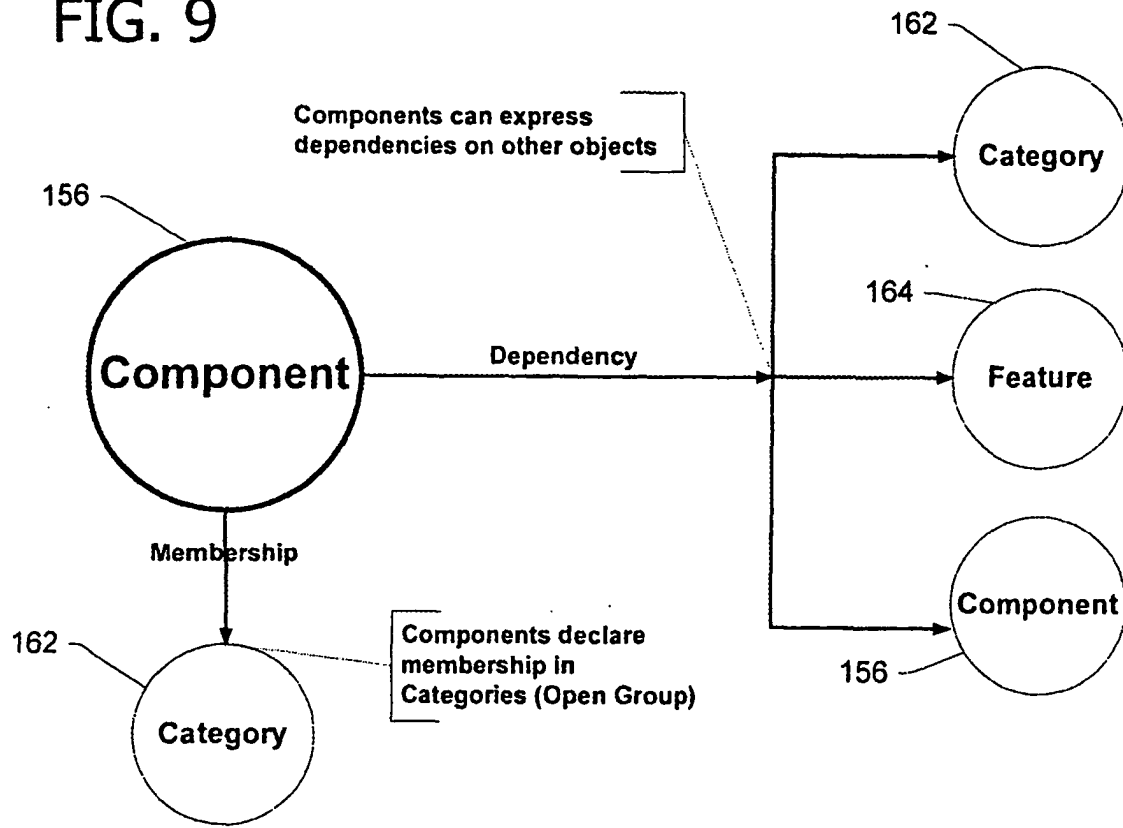 FIG. 9
162
Components can express
dependencies on other objects
Category
156
164
Component
Dependency
Feature
Membership
Component
162
Components declare
membership in
Categories (Open Group)
156
Category